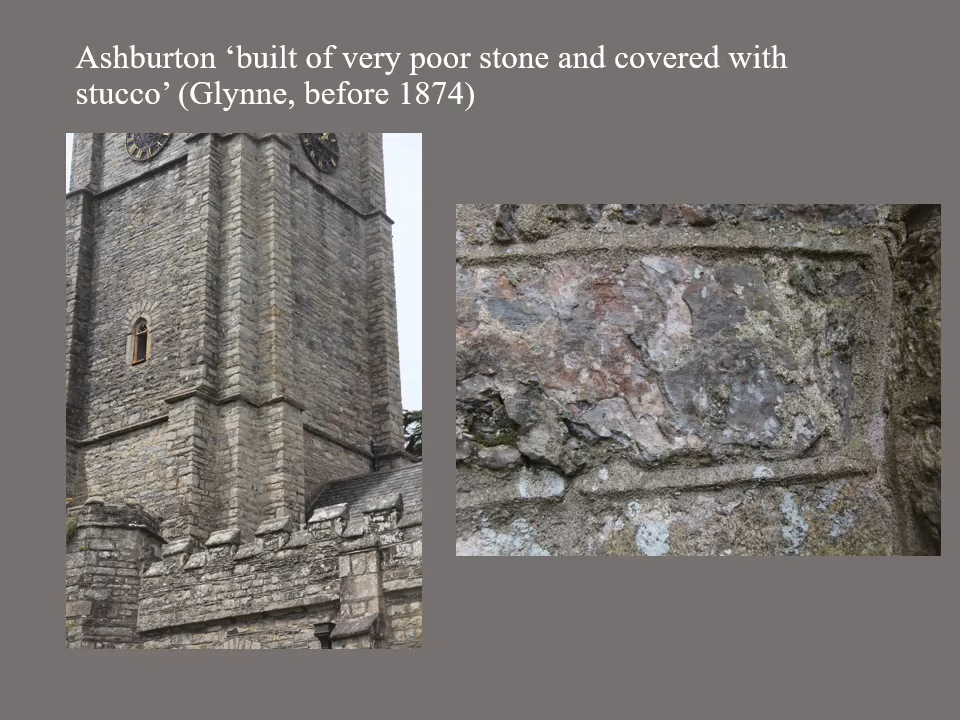 Ashburton ‘built of very poor stone and covered with
stucco’ (Glynne, before 1874)